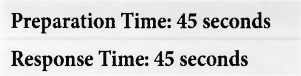 Preparation Time: 45 seconds
Response Time: 45 seconds